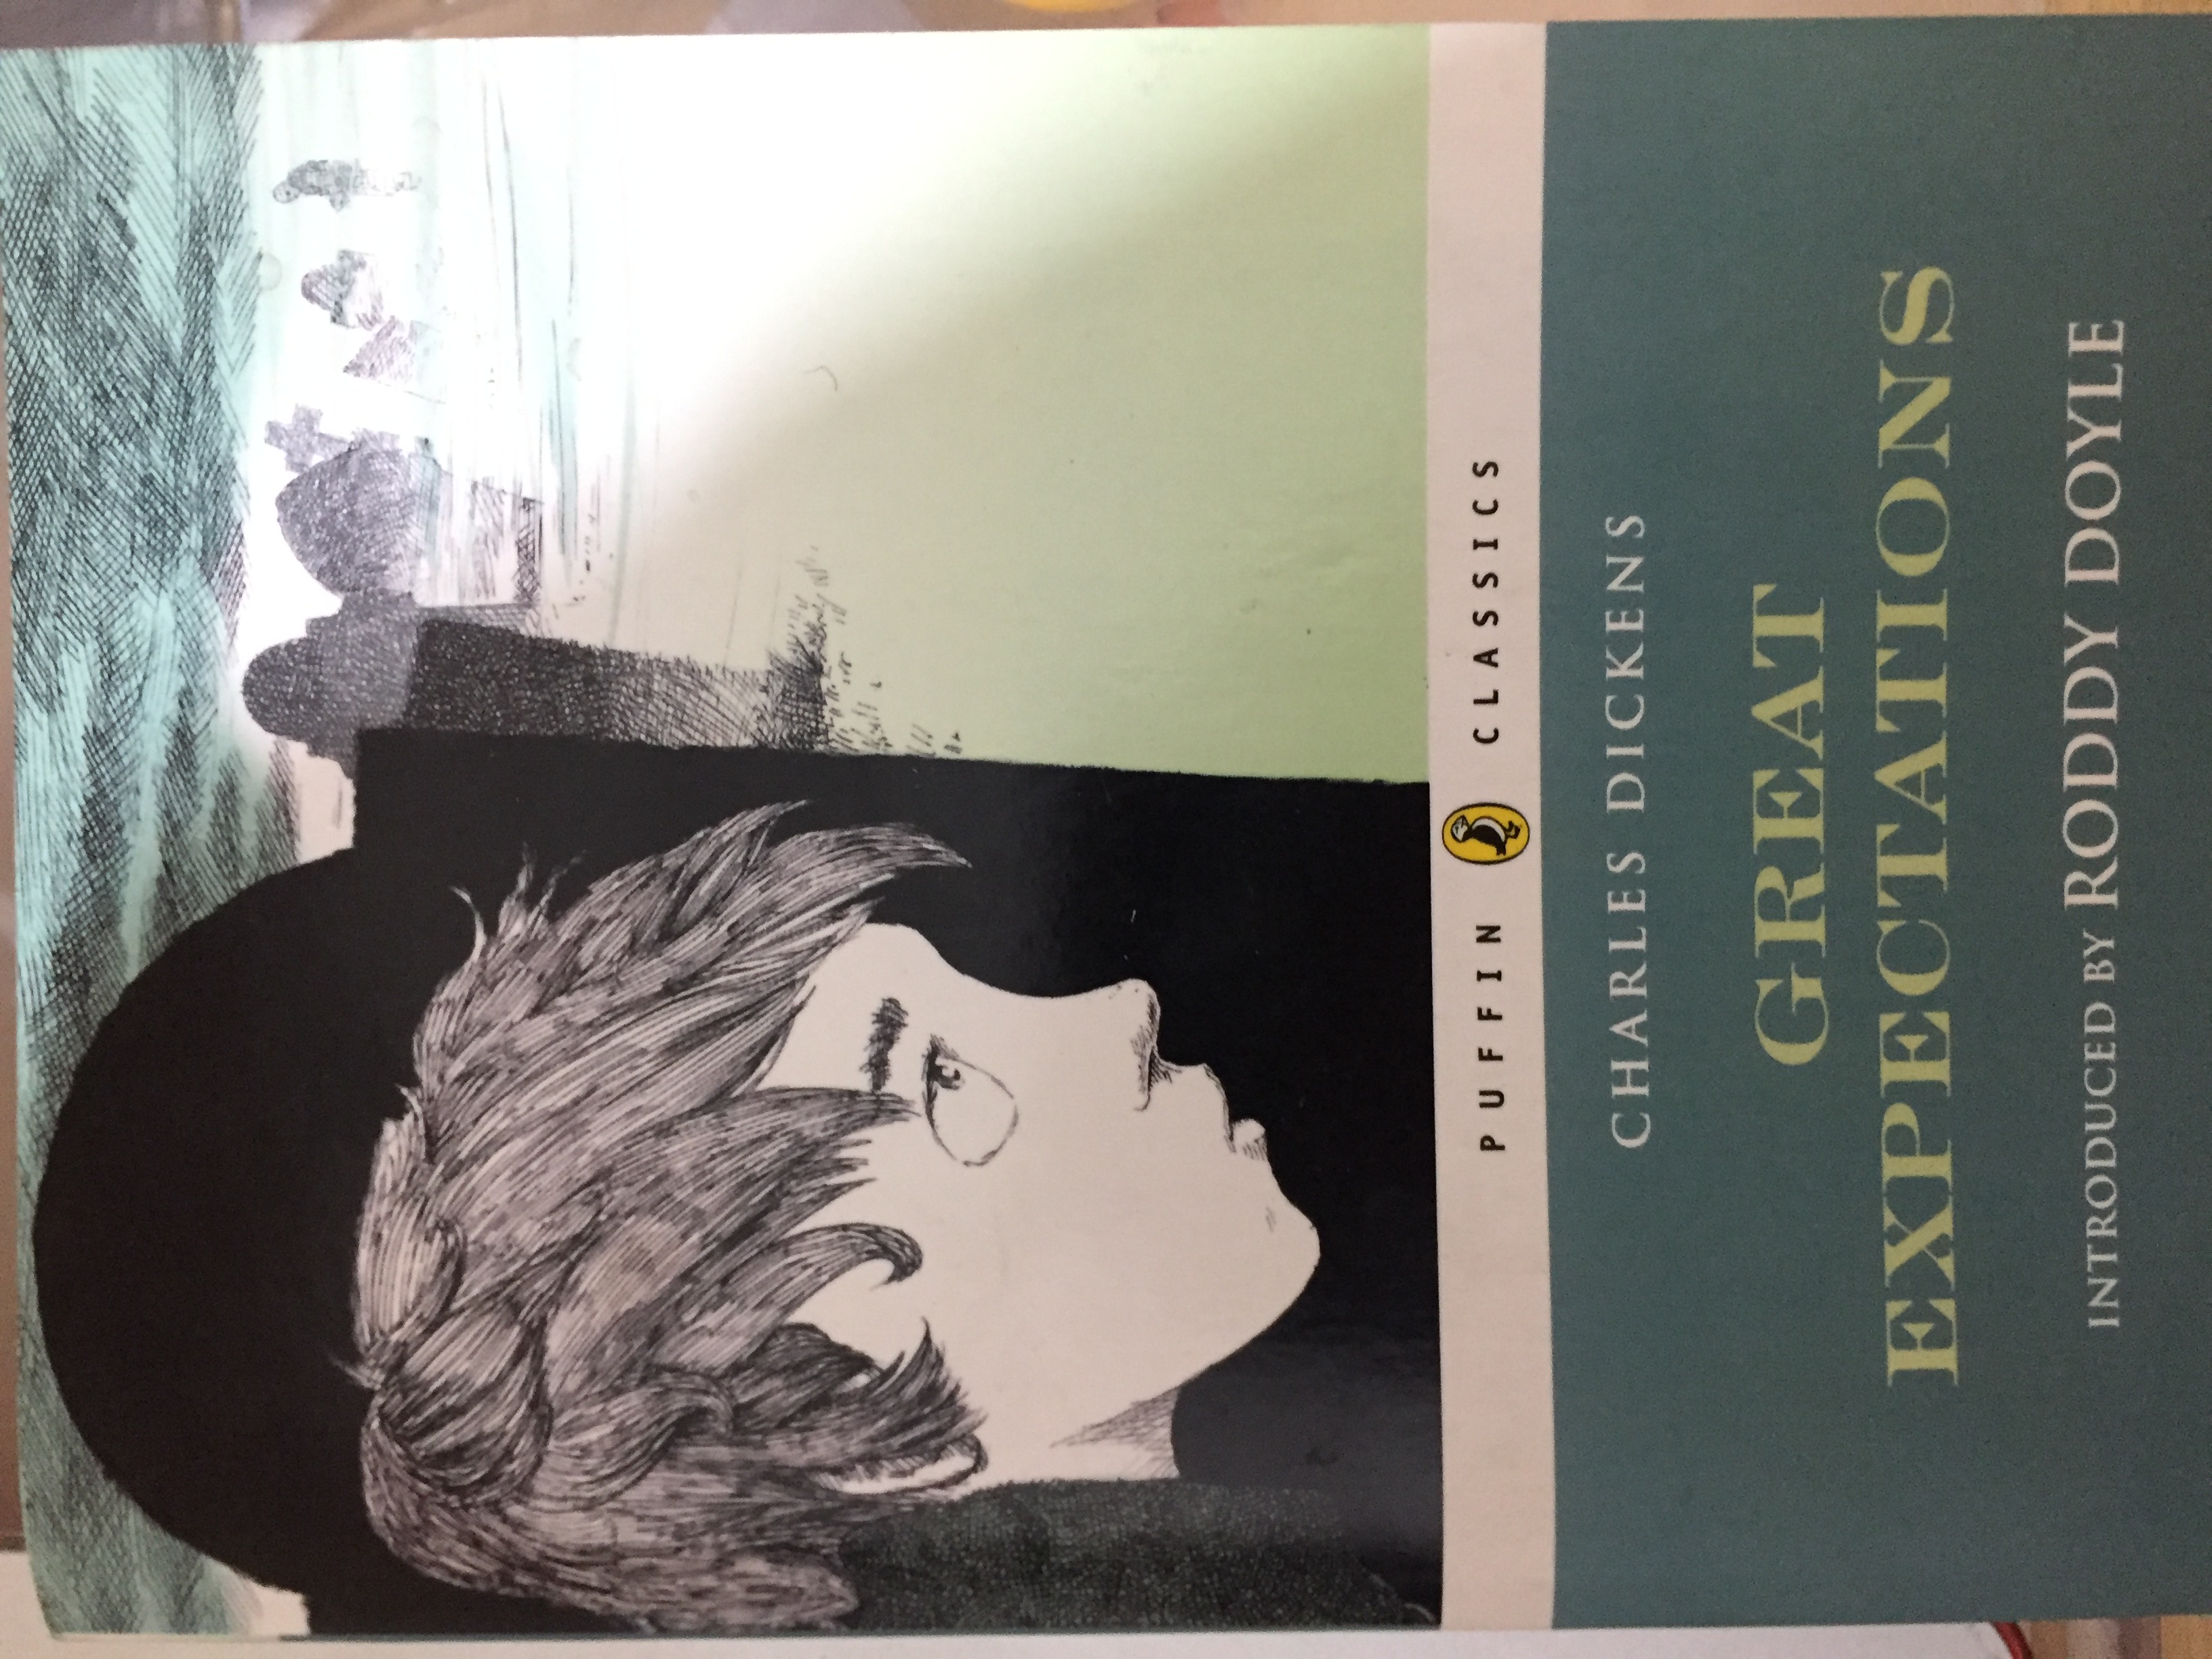 PUFFIN CLASSICS
CHARLES DICKENS
GREAT
EXPECTATIONS
INTRODUCED BY RODDY DOYLE